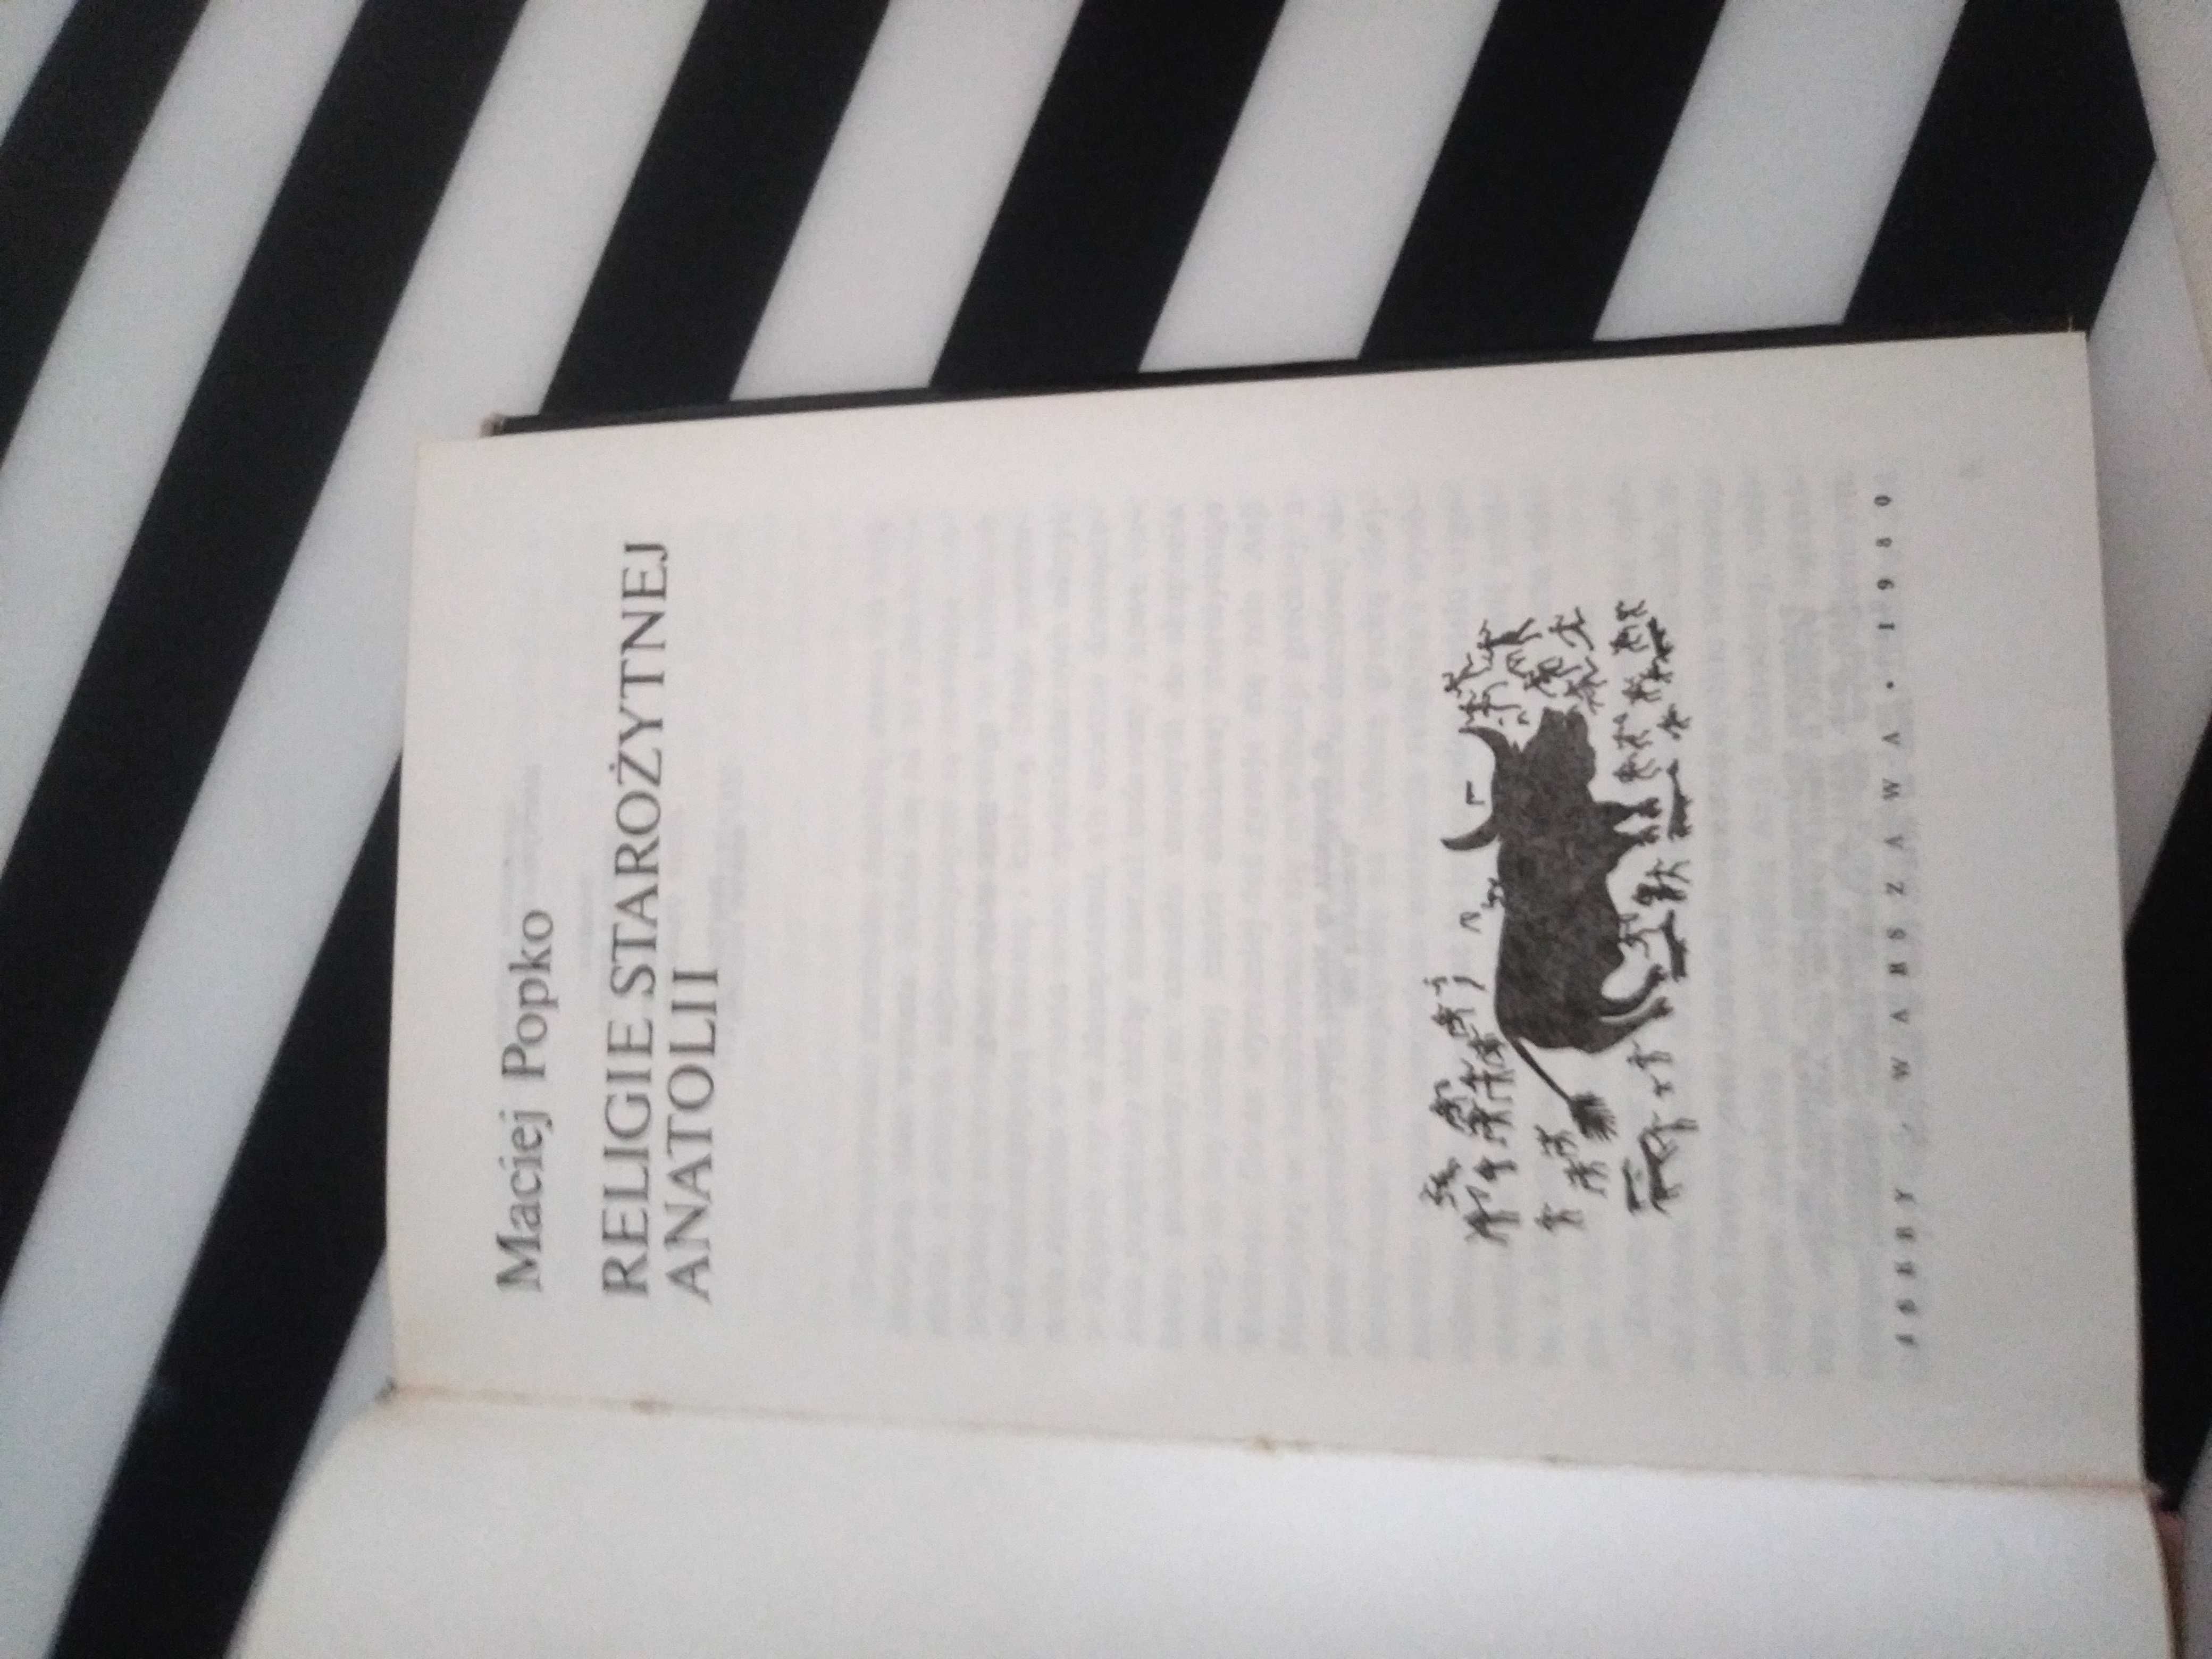 Maciej Popko
RELIGIE STAROŻYTNEJ
ANATOLII
ISKRY • WARSZAWA • 1980